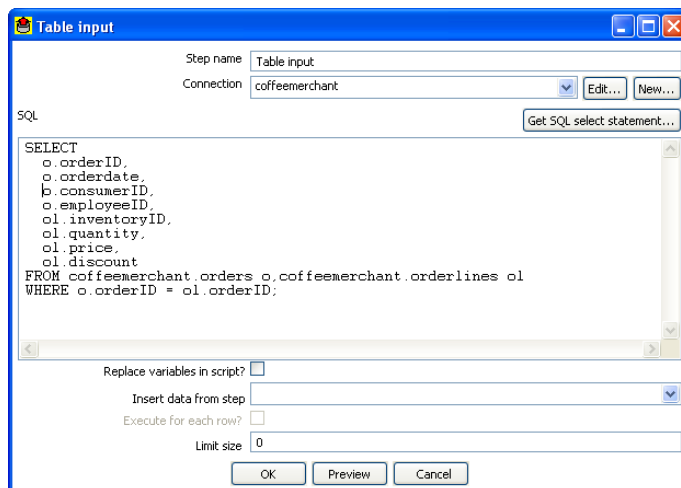 Table input
Step name Table input
Connection coffeemerchant Edit... New...
SQL Get SQL select statement...
SELECT
o.orderID,
o.orderdate,
o.consumerID,
o.employeeID,
ol.inventoryID,
ol.quantity,
ol.price,
ol.discount
FROM coffeemerchant.orders o,coffeemerchant.orderlines ol
WHERE o.orderID = ol.orderID;
Replace variables in script?
Insert data from step
Execute for each row?
Limit size 0
OK Preview Cancel